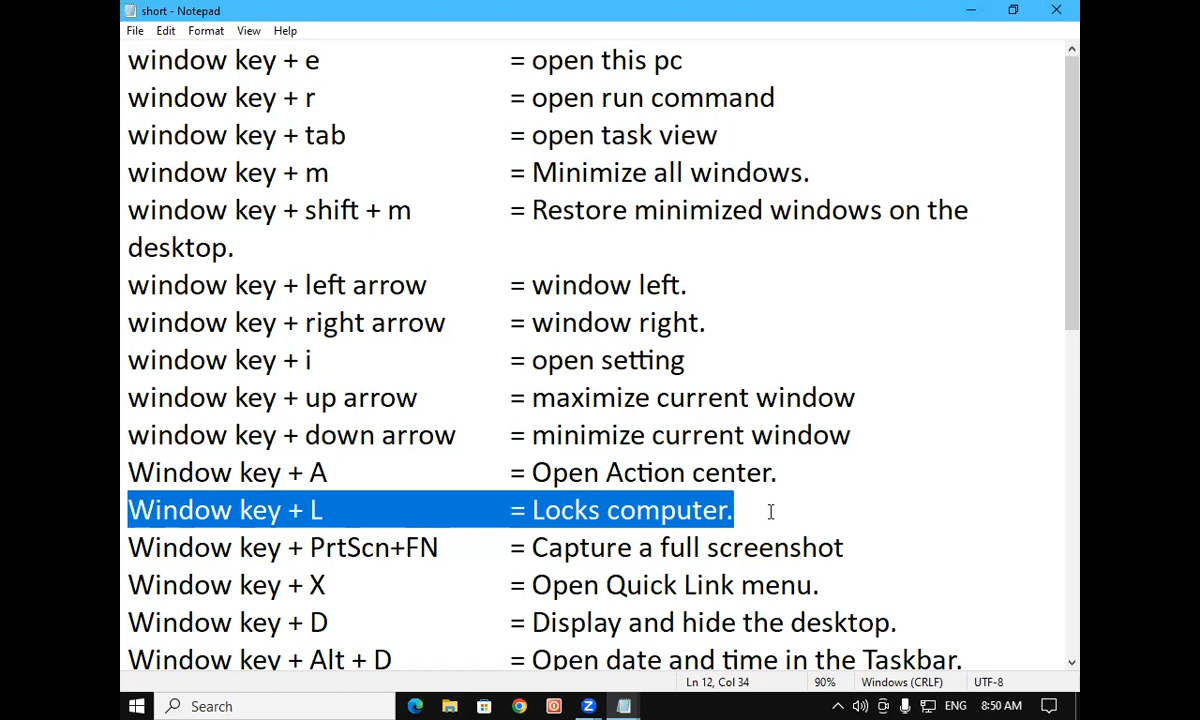 short - Notepad
File Edit Format View Help
window key + e = open this pc
window key + r = open run command
window key + tab = open task view
window key + m = Minimize all windows.
window key + shift + m = Restore minimized windows on the
desktop.
window key + left arrow = window left.
window key + right arrow = window right.
window key + i = open setting
window key + up arrow = maximize current window
window key + down arrow = minimize current window
Window key + A = Open Action center.
Window key + L = Locks computer.
Window key + PrtScn+FN = Capture a full screenshot
Window key + X = Open Quick Link menu.
Window key + D = Display and hide the desktop.
Window key + Alt + D = Open date and time in the Taskbar.
Ln 12, Col 34 90% Windows (CRLF) UTF-8
Search ENG 8:50 AM